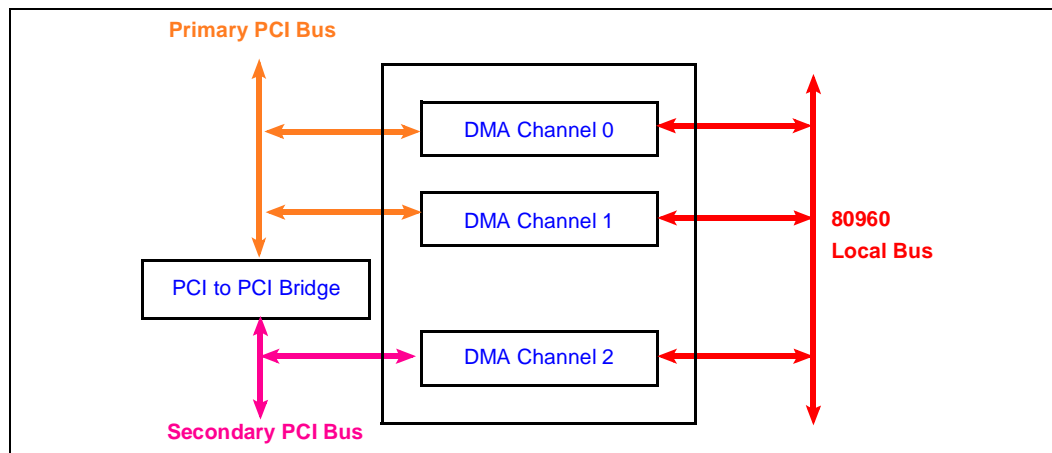 Primary PCI Bus
DMA Channel 0
DMA Channel 1
80960
Local Bus
PCI to PCI Bridge
DMA Channel 2
Secondary PCI Bus